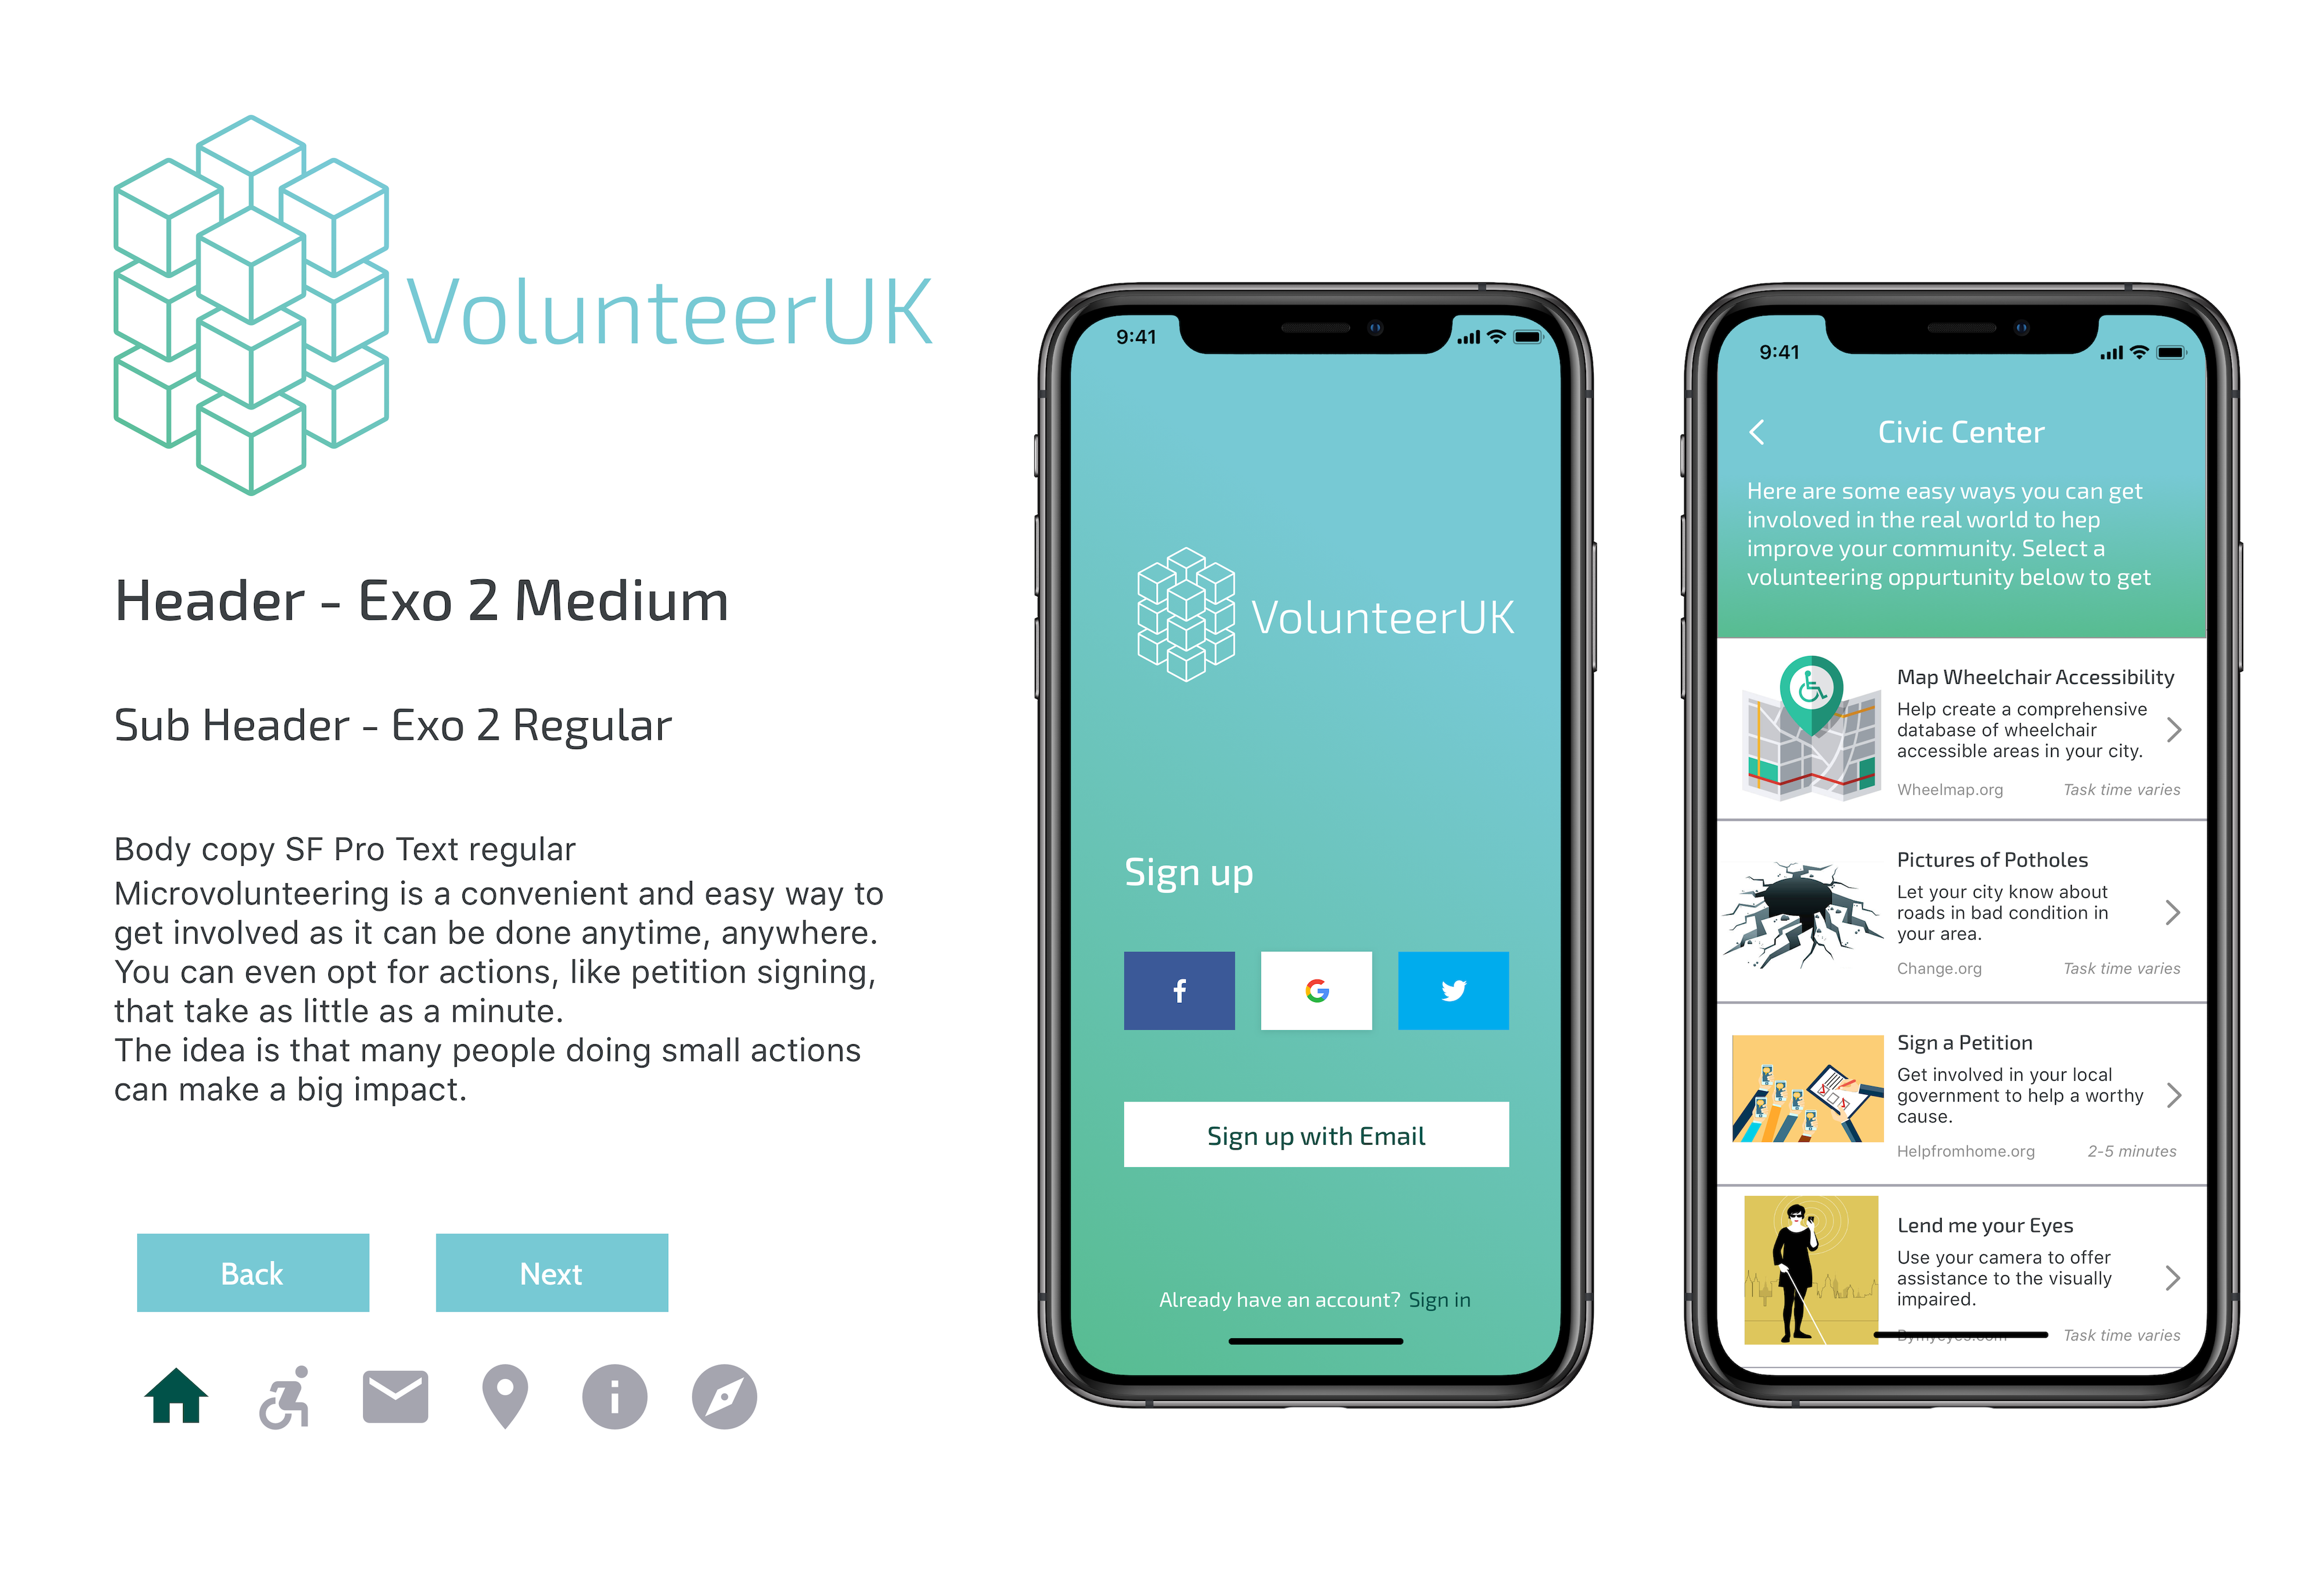 VolunteerUK
Header - Exo 2 Medium
Sub Header - Exo 2 Regular
Body copy SF Pro Text regular
Microvolunteering is a convenient and easy way to
get involved as it can be done anytime, anywhere.
You can even opt for actions, like petition signing,
that take as little as a minute.
The idea is that many people doing small actions
can make a big impact.
Back
Next
9:41
VolunteerUK
Sign up
Sign up with Email
Already have an account? Sign in
9:41
Civic Center
Here are some easy ways you can get
involoved in the real world to hep
improve your community. Select a
volunteering oppurtunity below to get
Map Wheelchair Accessibility
Help create a comprehensive
database of wheelchair
accessible areas in your city.
Wheelmap.org
Task time varies
Pictures of Potholes
Let your city know about
roads in bad condition in
your area.
Change.org
Task time varies
Sign a Petition
Get involved in your local
government to help a worthy
cause.
Helpfromhome.org
2-5 minutes
Lend me your Eyes
Use your camera to offer
assistance to the visually
impaired.
Task time varies